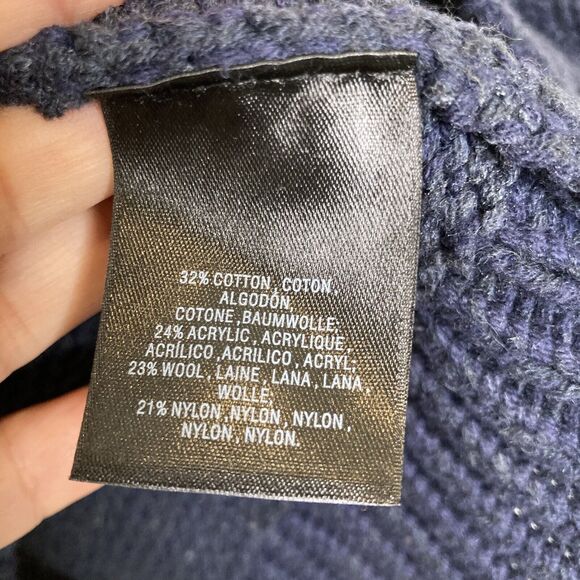 32% COTTON, COTON,
ALGODÓN,
COTONE, BAUMWOLLE;
24% ACRYLIC, ACRYLIQUE,
ACRÍLICO, ACRILICO, ACRYL;
23% WOOL, LAINE, LANA, LANA,
WOLLE,
21% NYLON, NYLON, NYLON,
NYLON, NYLON.